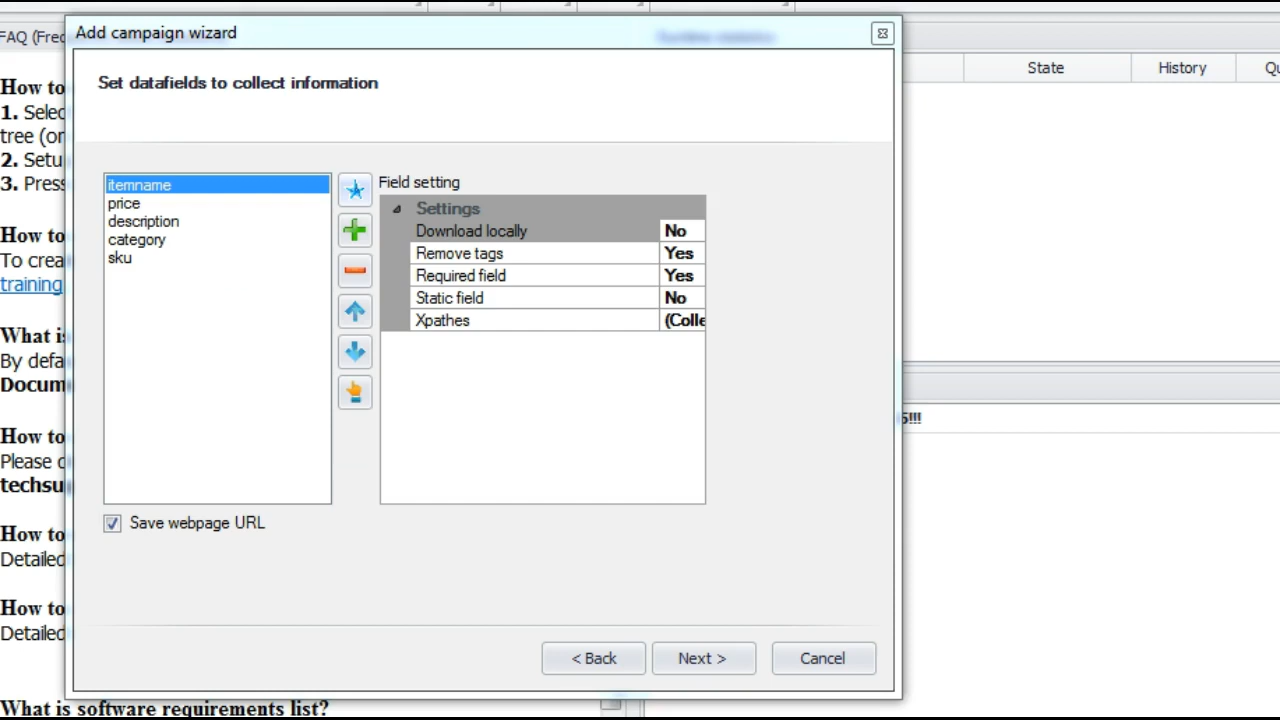 Add campaign wizard
Set datafields to collect information
itemname
price
description
category
sku
Field setting
Settings
Download locally No
Remove tags Yes
Required field Yes
Static field No
Xpathes (Colle
Save webpage URL
< Back
Next >
Cancel
FAQ (Fre
How to
1. Selec
tree (or
2. Setu
3. Press
How to
To crea
training
What is
By defa
Docum
How to
Please c
techsu
How to
Detailed
How to
Detailed
What is software requirements list?
State
History
Qu
5!!!